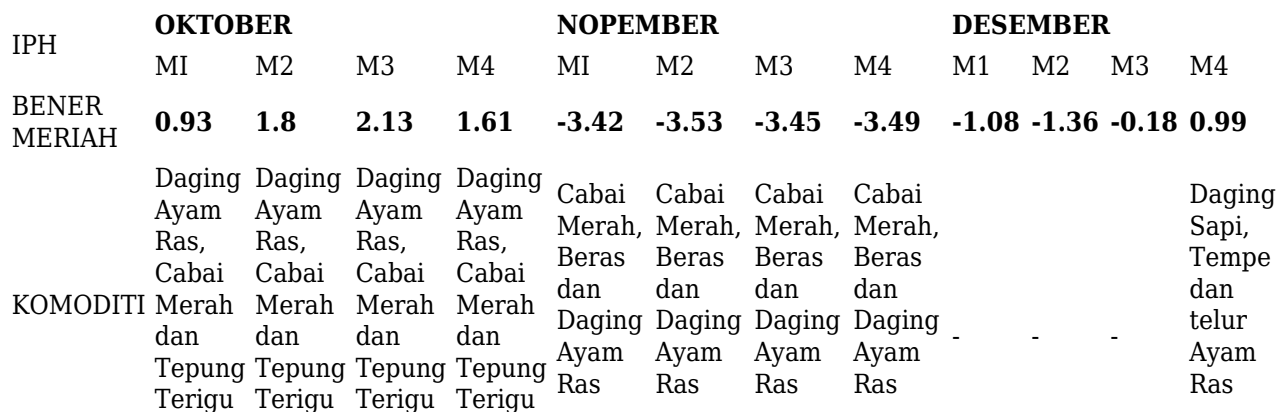 IPH OKTOBER NOPEMBER DESEMBER
MI M2 M3 M4 MI M2 M3 M4 M1 M2 M3 M4
BENER MERIAH 0.93 1.8 2.13 1.61 -3.42 -3.53 -3.45 -3.49 -1.08 -1.36 -0.18 0.99
KOMODITI
Daging Ayam Ras, Cabai Merah dan Tepung Terigu
Daging Ayam Ras, Cabai Merah dan Tepung Terigu
Daging Ayam Ras, Cabai Merah dan Tepung Terigu
Daging Ayam Ras, Cabai Merah dan Tepung Terigu
Cabai Merah, Beras dan Daging Ayam Ras
Cabai Merah, Beras dan Daging Ayam Ras
Cabai Merah, Beras dan Daging Ayam Ras
Cabai Merah, Beras dan Daging Ayam Ras
-
-
-
Daging Sapi, Tempe dan telur Ayam Ras